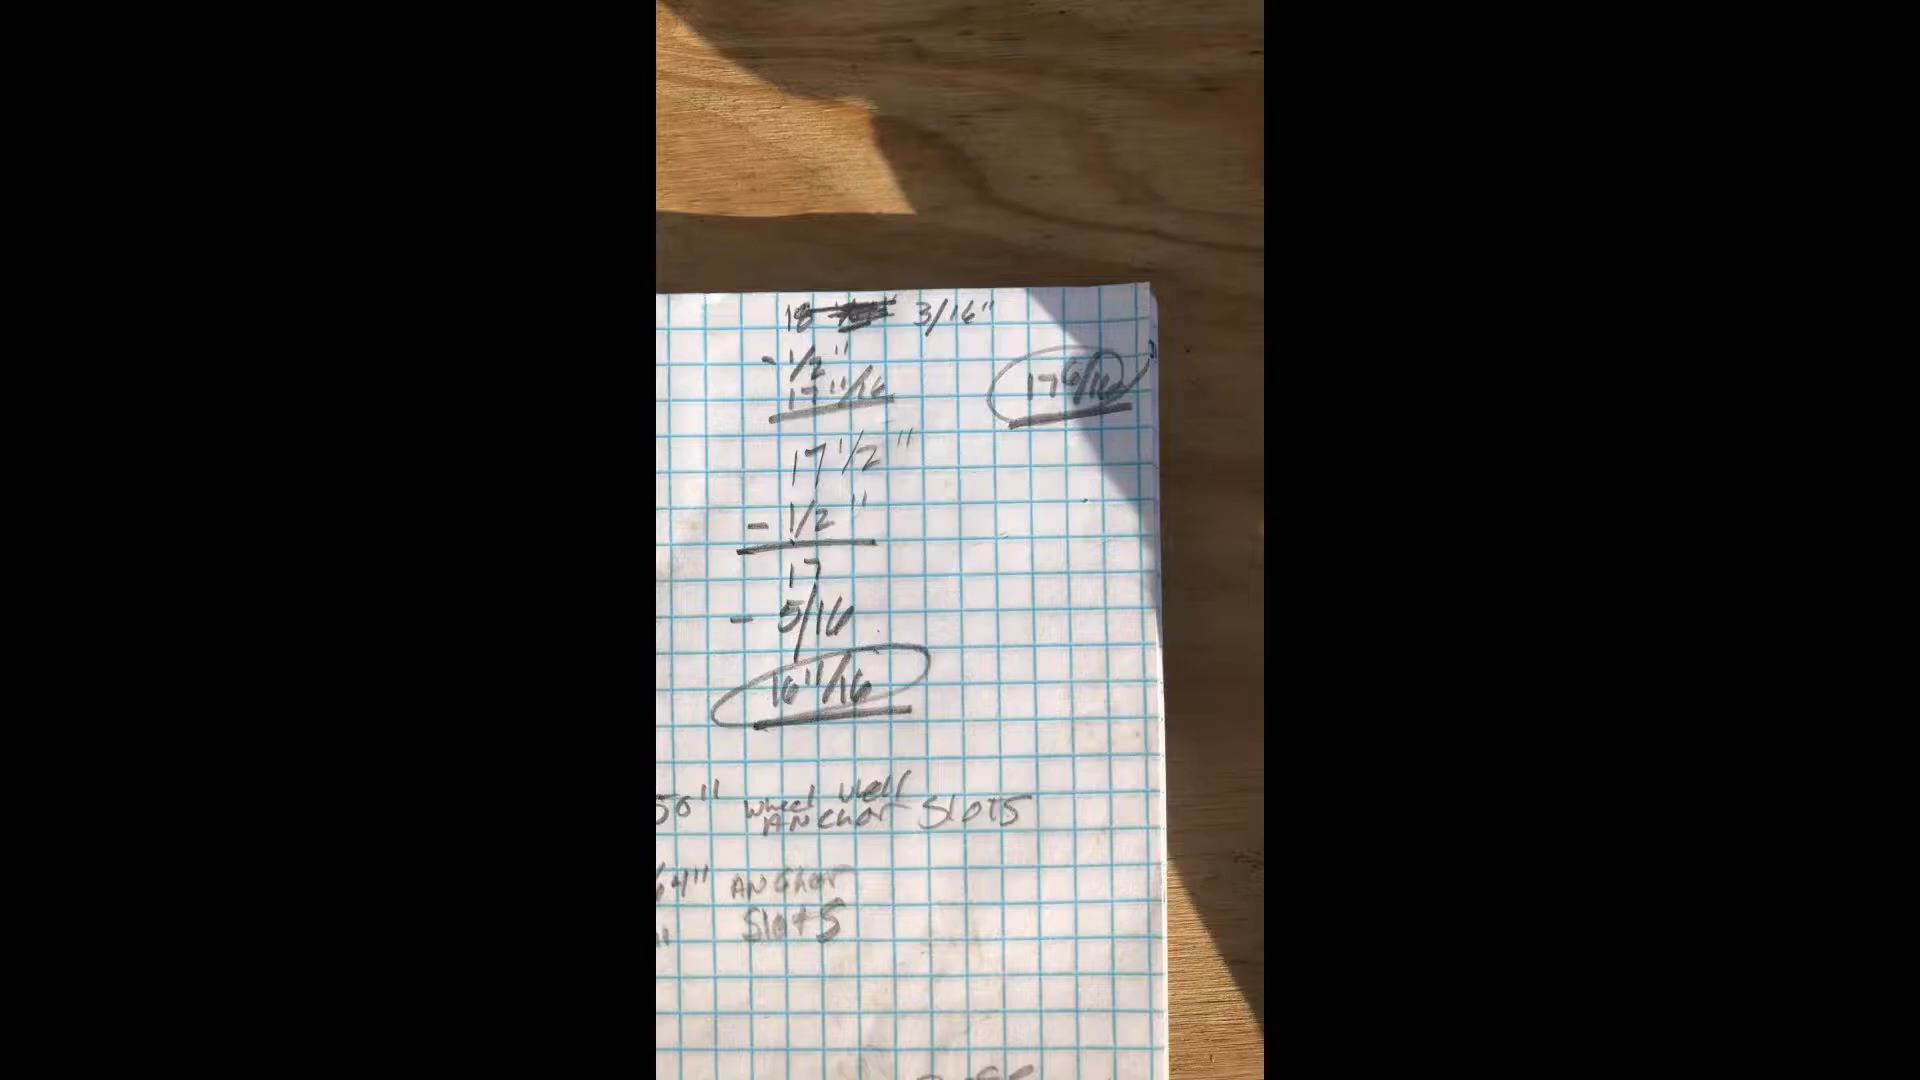 18 3/16"
- 1/2"
17 11/16
17 6/16"
17 1/2"
- 1/2"
17
- 5/16
16 11/16
50" Wheel Well
ANChor Slots
64" ANChor
Slots
"